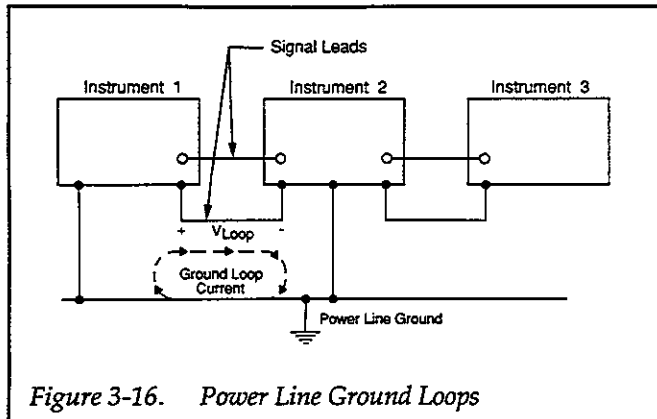 Signal Leads
Instrument 1 Instrument 2 Instrument 3
+ VLoop -
Ground Loop
Current
Power Line Ground
Figure 3-16. Power Line Ground Loops